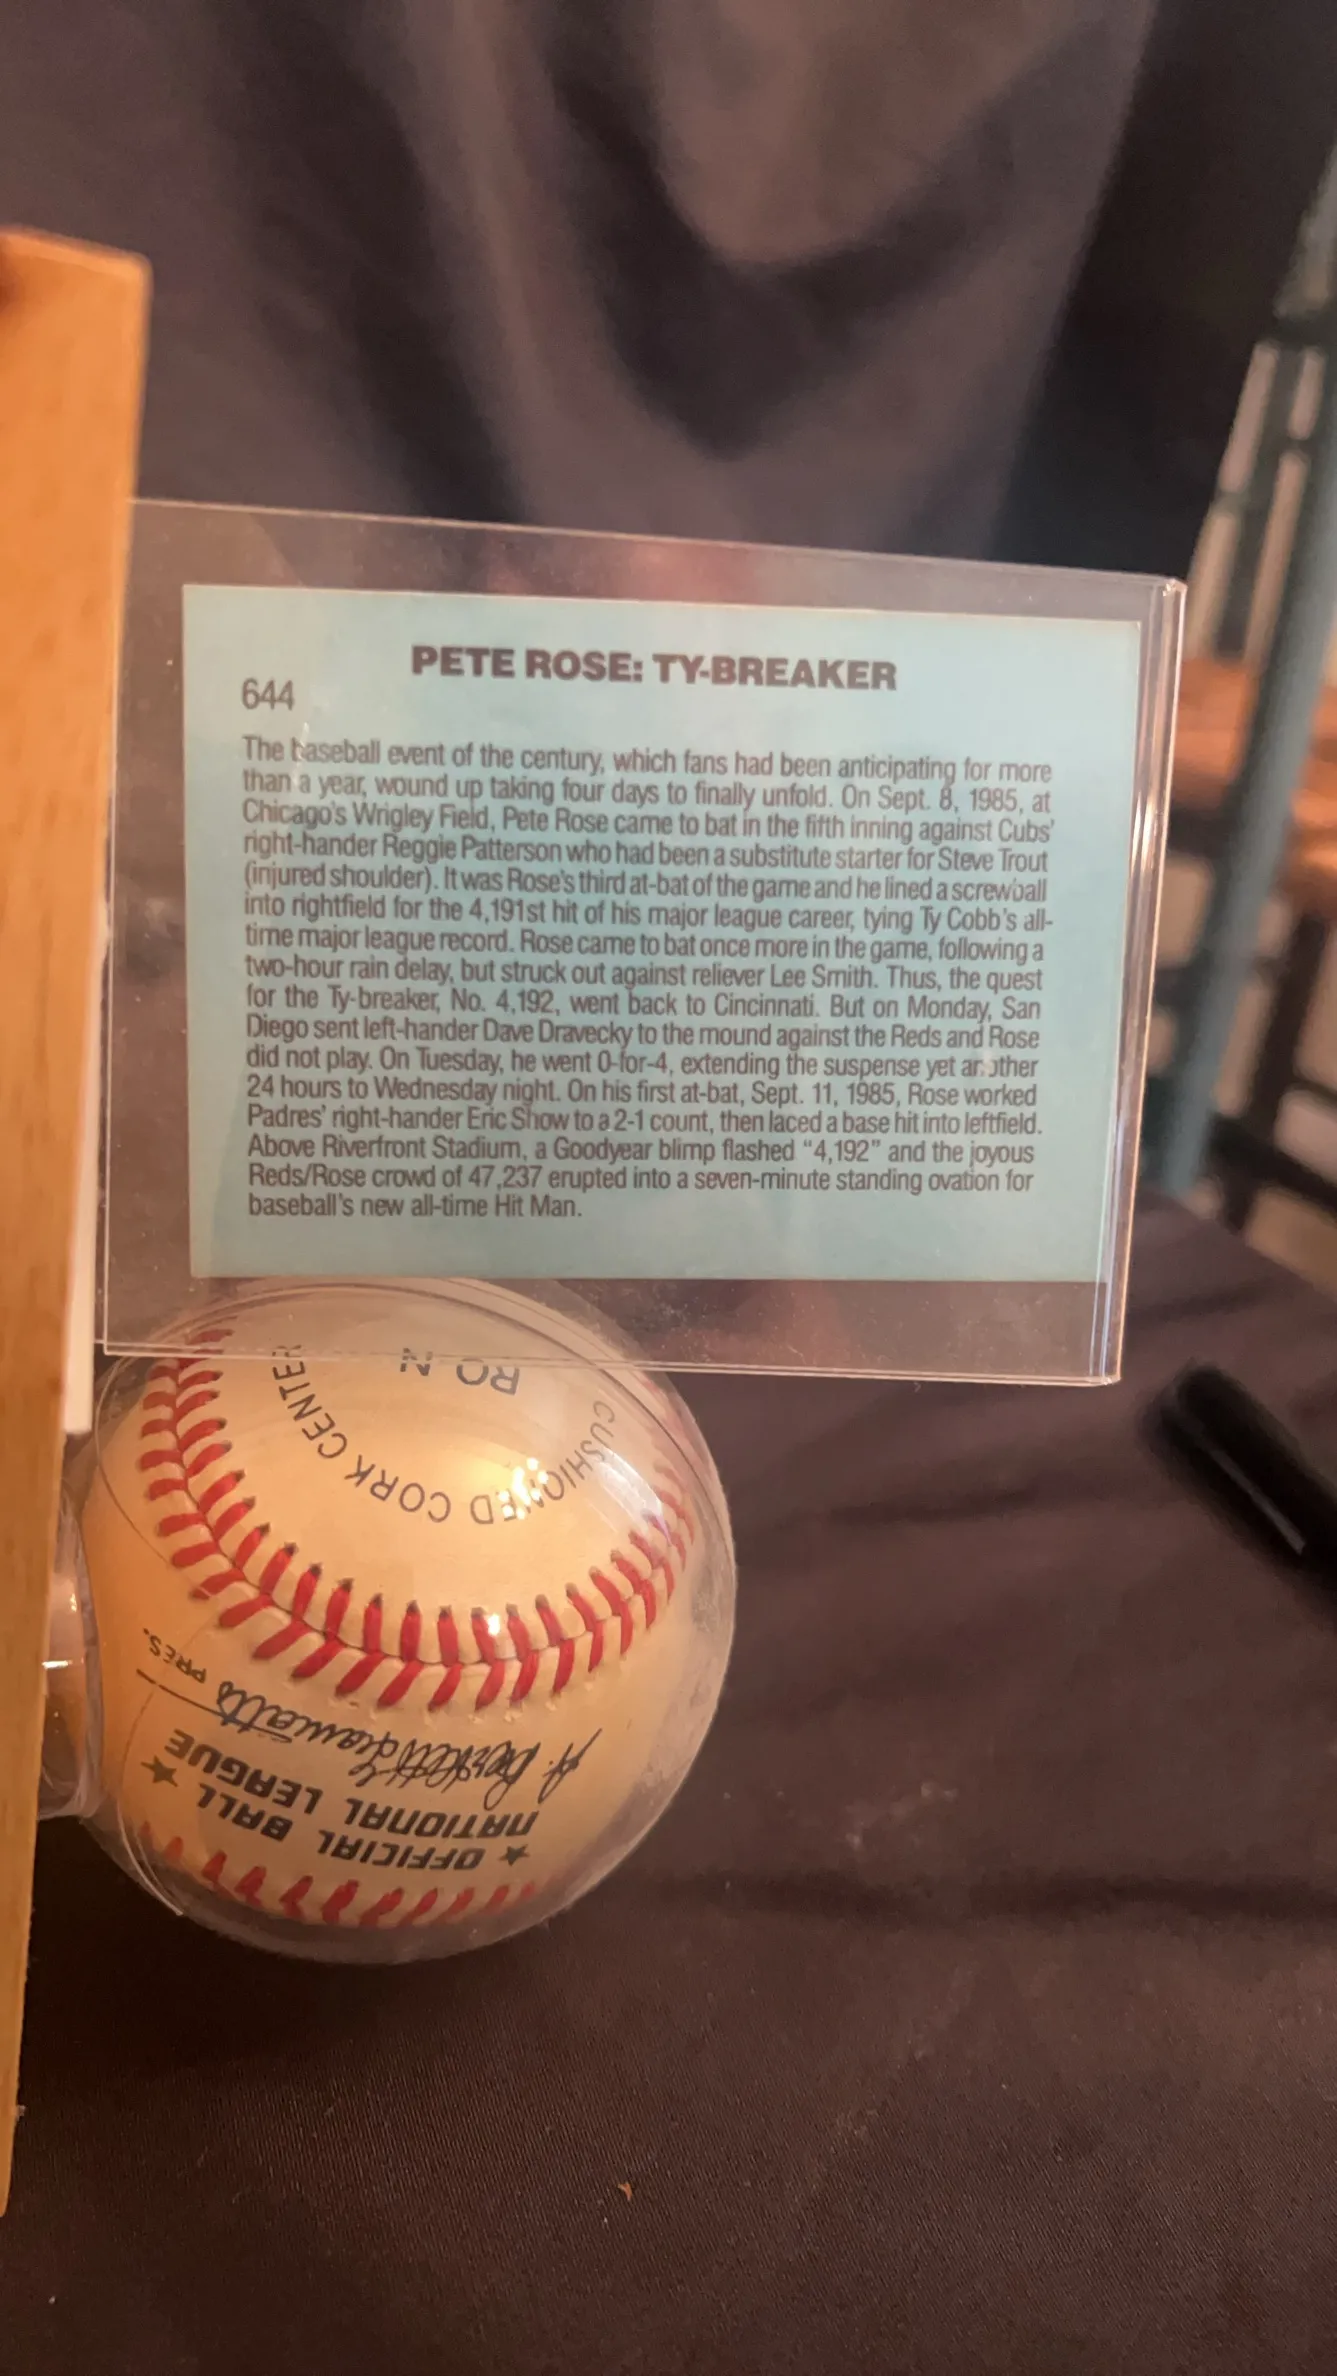 PETE ROSE: TY-BREAKER
644
The baseball event of the century, which fans had been anticipating for more
than a year, wound up taking four days to finally unfold. On Sept. 8, 1985, at
Chicago's Wrigley Field, Pete Rose came to bat in the fifth inning against Cubs'
right-hander Reggie Patterson who had been a substitute starter for Steve Trout
(injured shoulder). It was Rose's third at-bat of the game and he lined a screwball
into rightfield for the 4,191st hit of his major league career, tying Ty Cobb's all-
time major league record. Rose came to bat once more in the game, following a
two-hour rain delay, but struck out against reliever Lee Smith. Thus, the quest
for the Ty-breaker, No. 4,192, went back to Cincinnati. But on Monday, San
Diego sent left-hander Dave Dravecky to the mound against the Reds and Rose
did not play. On Tuesday, he went 0-for-4, extending the suspense yet another
24 hours to Wednesday night. On his first at-bat, Sept. 11, 1985, Rose worked
Padres' right-hander Eric Show to a 2-1 count, then laced a base hit into leftfield.
Above Riverfront Stadium, a Goodyear blimp flashed "4,192" and the joyous
Reds/Rose crowd of 47,237 erupted into a seven-minute standing ovation for
baseball's new all-time Hit Man.
RO N
CUSHIONED CORK CENTER
OFFICIAL BALL
NATIONAL LEAGUE
A. Bartlett Giamatti PRES.